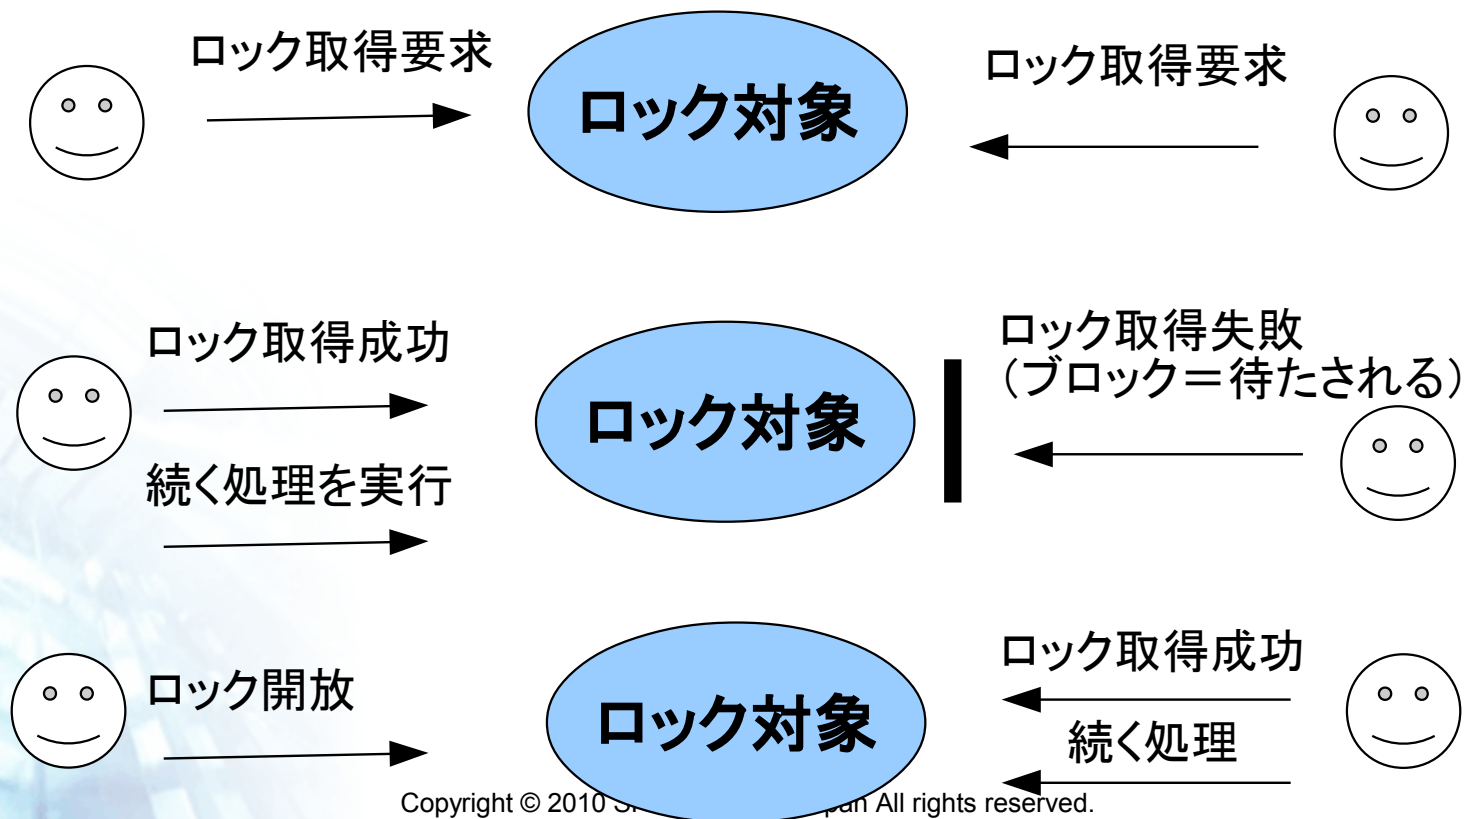 ロック取得要求
ロック対象
ロック取得要求
ロック取得成功
続く処理を実行
ロック対象
ロック取得失敗
（ブロック＝待たされる）
ロック開放
ロック対象
ロック取得成功
続く処理
Copyright © 2010 All rights reserved.